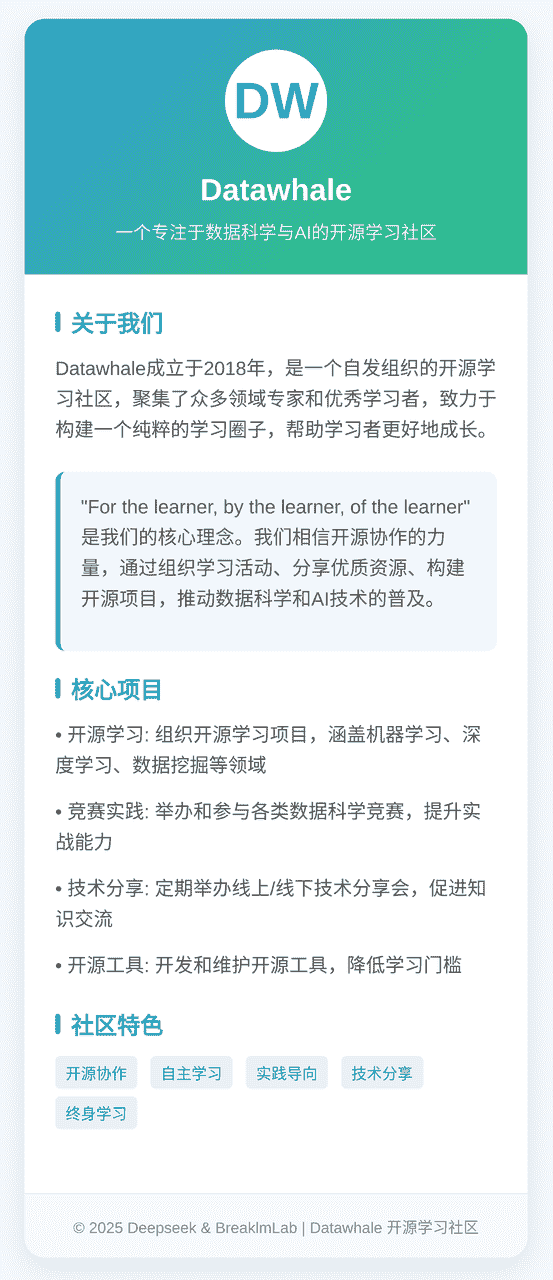 DW
Datawhale
一个专注于数据科学与AI的开源学习社区
关于我们
Datawhale成立于2018年，是一个自发组织的开源学
习社区，聚集了众多领域专家和优秀学习者，致力于
构建一个纯粹的学习圈子，帮助学习者更好地成长。
"For the learner, by the learner, of the learner"
是我们的核心理念。我们相信开源协作的力
量，通过组织学习活动、分享优质资源、构建
开源项目，推动数据科学和AI技术的普及。
核心项目
• 开源学习: 组织开源学习项目，涵盖机器学习、深
度学习、数据挖掘等领域
• 竞赛实践: 举办和参与各类数据科学竞赛，提升实
战能力
• 技术分享: 定期举办线上/线下技术分享会，促进知
识交流
• 开源工具: 开发和维护开源工具，降低学习门槛
社区特色
开源协作 自主学习 实践导向 技术分享
终身学习
© 2025 Deepseek & BreaklmLab | Datawhale 开源学习社区